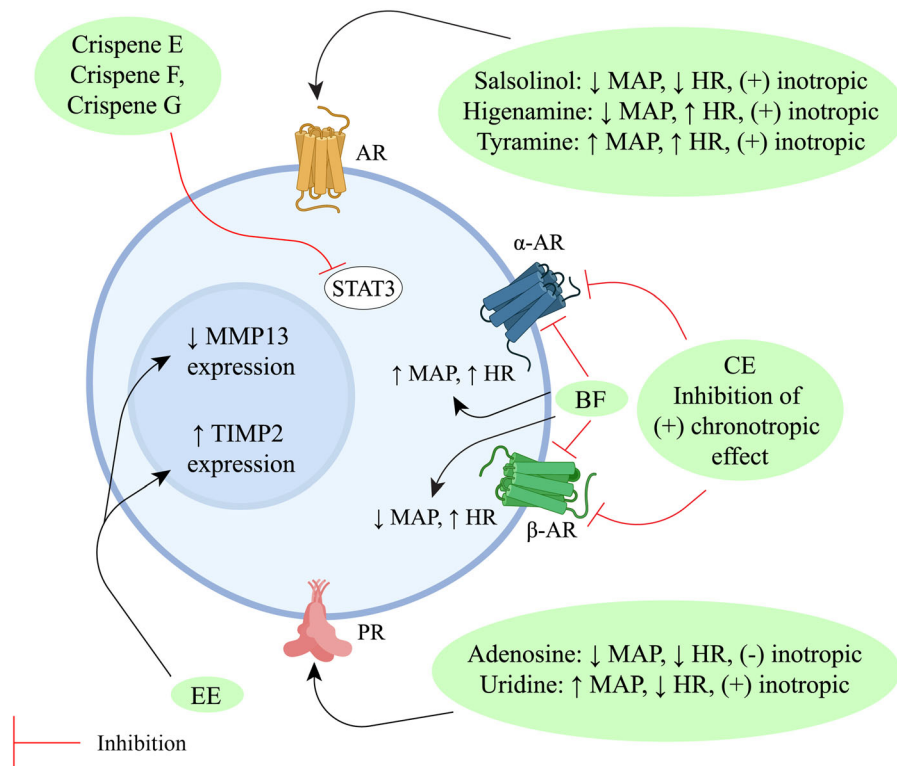 Crispene E
Crispene F,
Crispene G
Salsolinol: ↓ MAP, ↓ HR, (+) inotropic
Higenamine: ↓ MAP, ↑ HR, (+) inotropic
Tyramine: ↑ MAP, ↑ HR, (+) inotropic
AR
α-AR
STAT3
↓ MMP13
expression
↑ TIMP2
expression
↑ MAP, ↑ HR
BF
CE
Inhibition of
(+) chronotropic
effect
↓ MAP, ↑ HR
β-AR
PR
Adenosine: ↓ MAP, ↓ HR, (-) inotropic
Uridine: ↑ MAP, ↓ HR, (+) inotropic
EE
Inhibition